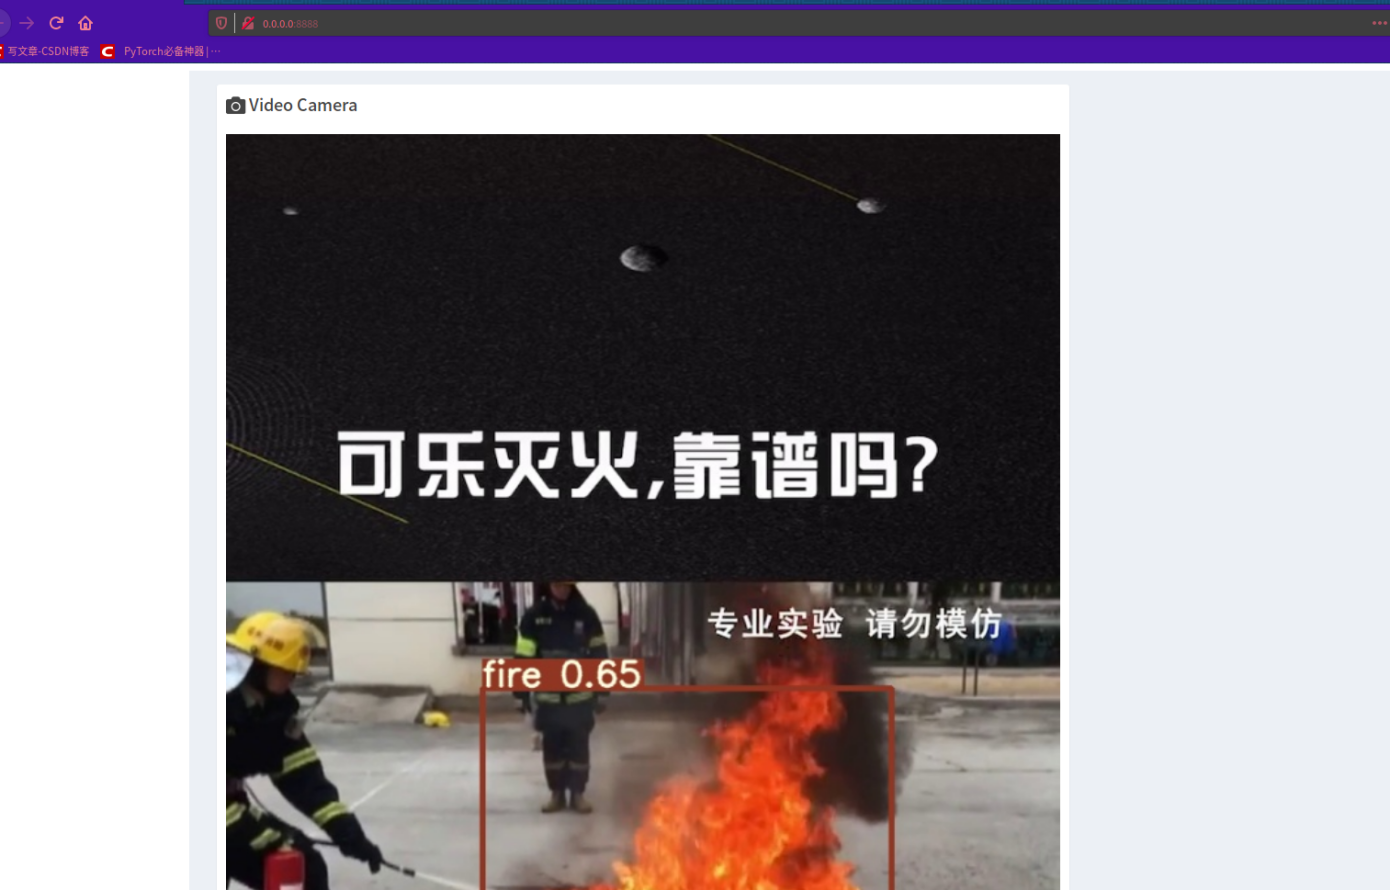 0.0.0.0:8888
写文章-CSDN博客
PyTorch必备神器 | …
Video Camera
可乐灭火,靠谱吗?
专业实验 请勿模仿
fire 0.65